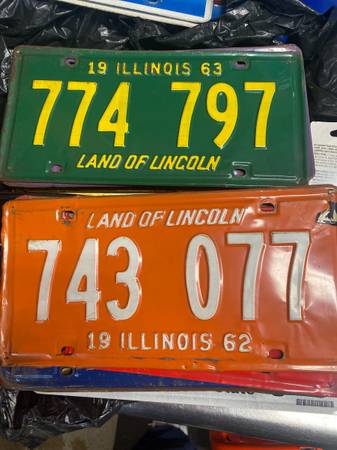 19 ILLINOIS 63
774 797
LAND OF LINCOLN
LAND OF LINCOLN
743 077
19 ILLINOIS 62